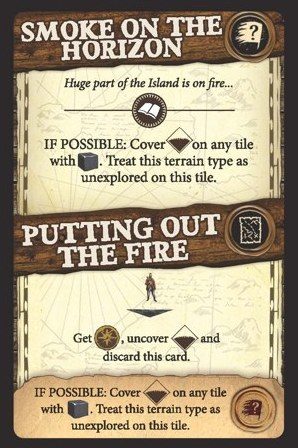 SMOKE ON THE
HORIZON
?
Huge part of the Island is on fire...
IF POSSIBLE: Cover on any tile
with . Treat this terrain type as
unexplored on this tile.
PUTTING OUT
THE FIRE
Get , uncover and
discard this card.
IF POSSIBLE: Cover on any tile
with . Treat this terrain type as
unexplored on this tile.
?